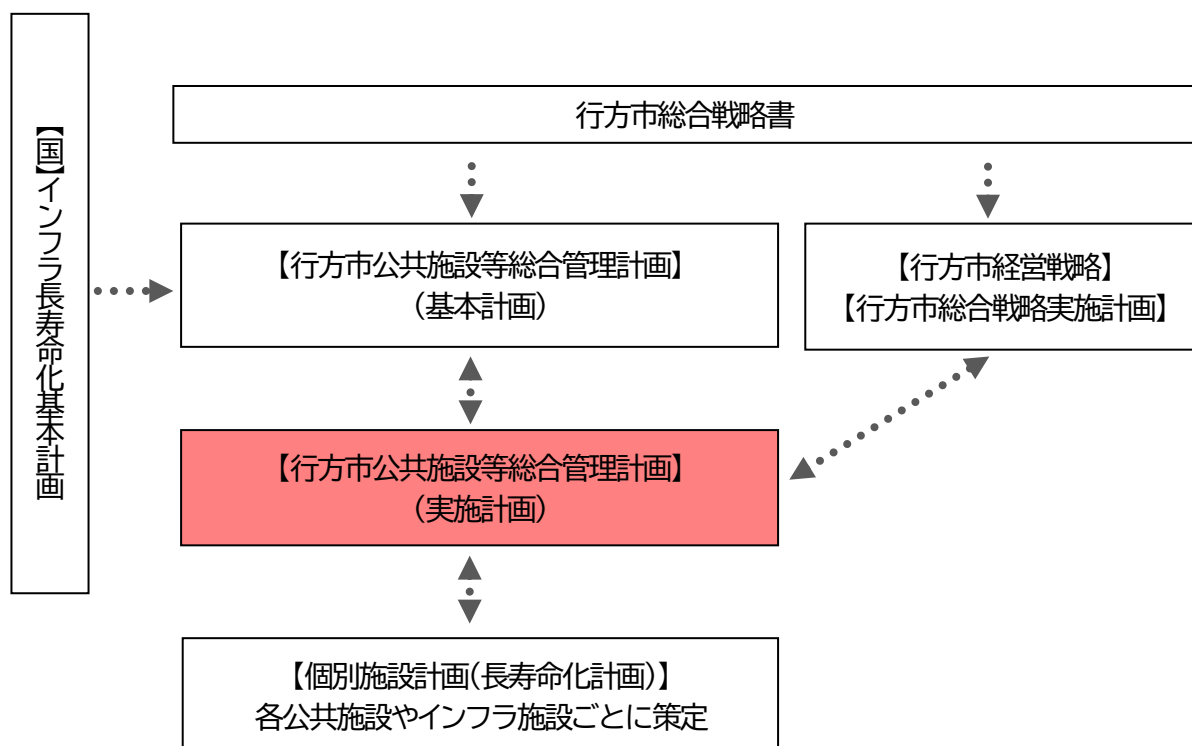 【国】インフラ長寿命化基本計画
行方市総合戦略書
【行方市公共施設等総合管理計画】
（基本計画）
【行方市経営戦略】
【行方市総合戦略実施計画】
【行方市公共施設等総合管理計画】
（実施計画）
【個別施設計画(長寿命化計画)】
各公共施設やインフラ施設ごとに策定